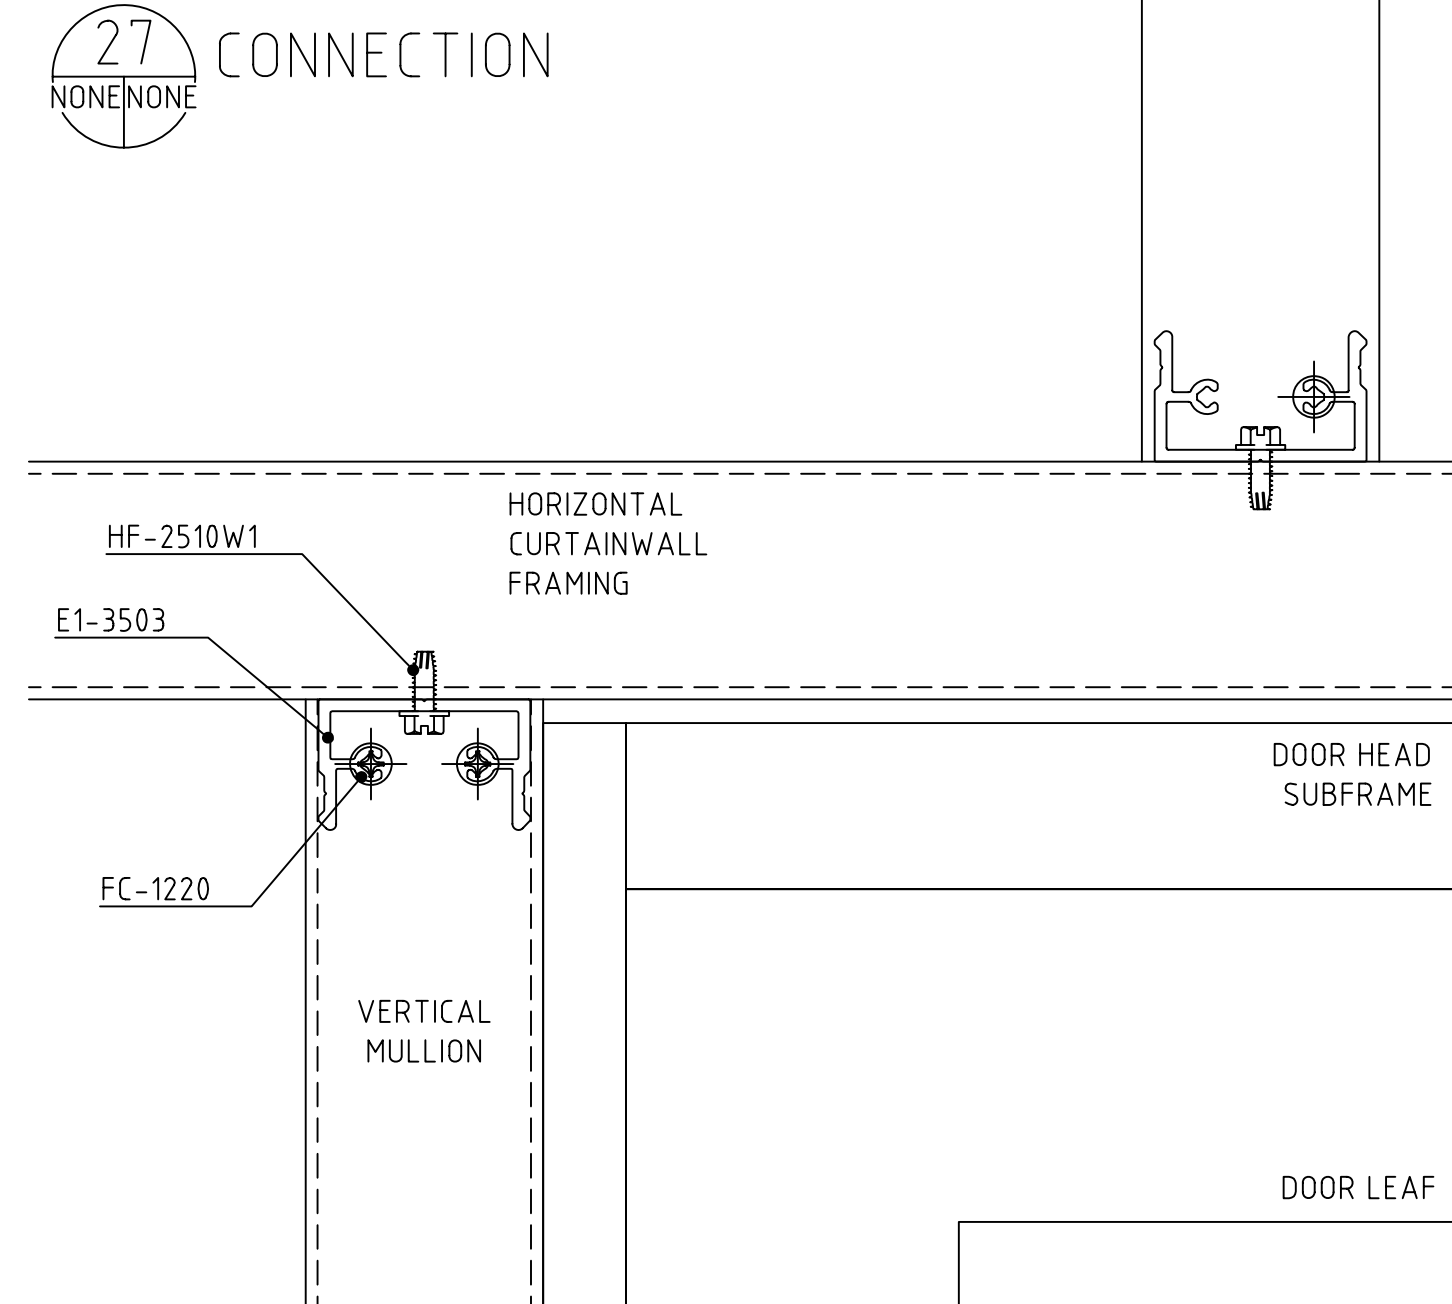 27
CONNECTION
NONE NONE
HORIZONTAL
CURTAINWALL
FRAMING
HF-2510W1
E1-3503
DOOR HEAD
SUBFRAME
FC-1220
VERTICAL
MULLION
DOOR LEAF